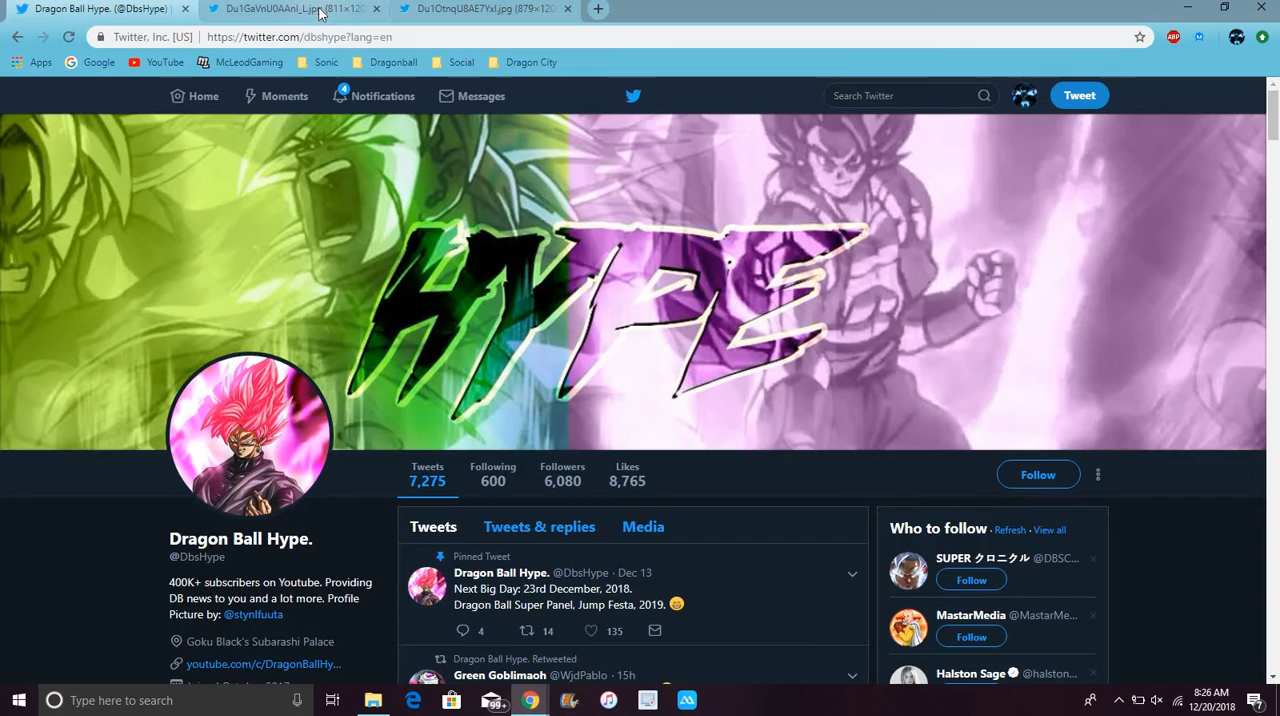 Dragon Ball Hype. (@DbsHype) |
Du1GaVnU0AAnI_L.jpg (811×120
Du1OtnqU8AE7Yxl.jpg (879×120
Twitter, Inc. [US] | https://twitter.com/dbshype?lang=en
ABP
Apps Google YouTube McLeodGaming Sonic Dragonball Social Dragon City
Home Moments 4 Notifications Messages Search Twitter Tweet
HYPE
Tweets Following Followers Likes
7,275 600 6,080 8,765
Follow
Dragon Ball Hype.
@DbsHype
400K+ subscribers on Youtube. Providing
DB news to you and a lot more. Profile
Picture by: @stynlfuuta
Goku Black's Subarashi Palace
youtube.com/c/DragonBallHy...
Tweets Tweets & replies Media
Pinned Tweet
Dragon Ball Hype. @DbsHype · Dec 13
Next Big Day: 23rd December, 2018.
Dragon Ball Super Panel, Jump Festa, 2019. 😁
4 14 135
Dragon Ball Hype. Retweeted
Green Goblimaoh @WjdPablo · 15h
Who to follow · Refresh · View all
SUPER クロニクル @DBSC...
Follow
MastarMedia @MastarMe...
Follow
Halston Sage @halston...
Type here to search
99+
8:26 AM
12/20/2018
7